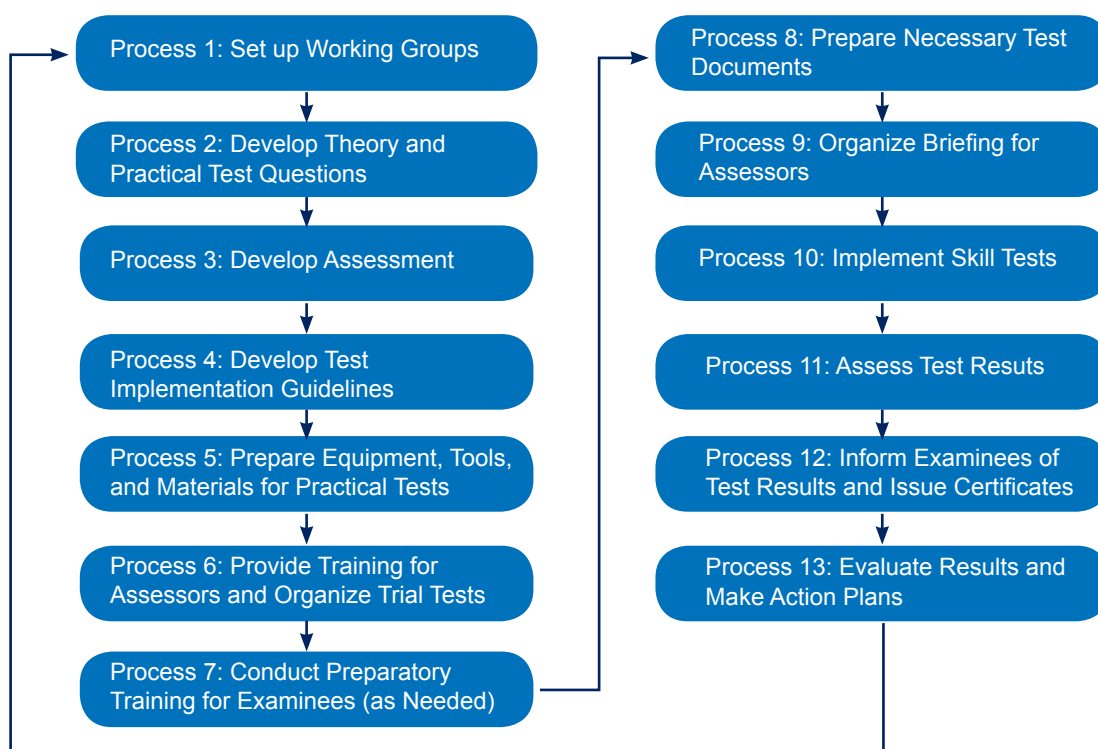 Process 1: Set up Working Groups
Process 2: Develop Theory and
Practical Test Questions
Process 3: Develop Assessment
Process 4: Develop Test
Implementation Guidelines
Process 5: Prepare Equipment, Tools,
and Materials for Practical Tests
Process 6: Provide Training for
Assessors and Organize Trial Tests
Process 7: Conduct Preparatory
Training for Examinees (as Needed)
Process 8: Prepare Necessary Test
Documents
Process 9: Organize Briefing for
Assessors
Process 10: Implement Skill Tests
Process 11: Assess Test Resuts
Process 12: Inform Examinees of
Test Results and Issue Certificates
Process 13: Evaluate Results and
Make Action Plans